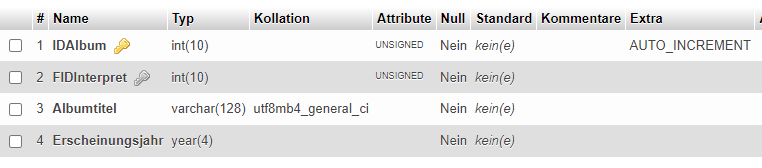 # Name Typ Kollation Attribute Null Standard Kommentare Extra
1 IDAlbum int(10) UNSIGNED Nein kein(e) AUTO_INCREMENT
2 FIDInterpret int(10) UNSIGNED Nein kein(e)
3 Albumtitel varchar(128) utf8mb4_general_ci Nein kein(e)
4 Erscheinungsjahr year(4) Nein kein(e)